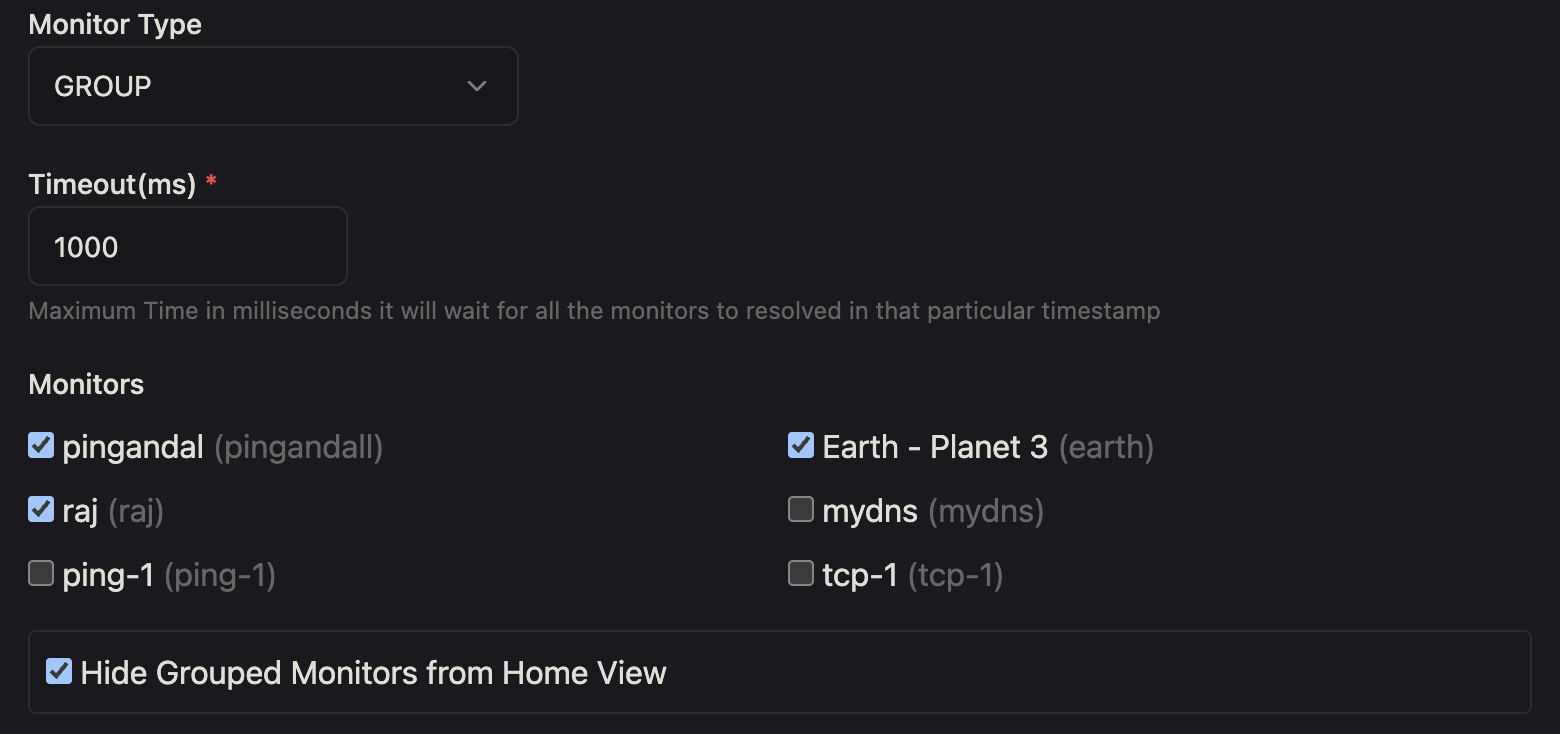 Monitor Type
GROUP
Timeout(ms) *
1000
Maximum Time in milliseconds it will wait for all the monitors to resolved in that particular timestamp
Monitors
pingandal (pingandall)
Earth - Planet 3 (earth)
raj (raj)
mydns (mydns)
ping-1 (ping-1)
tcp-1 (tcp-1)
Hide Grouped Monitors from Home View